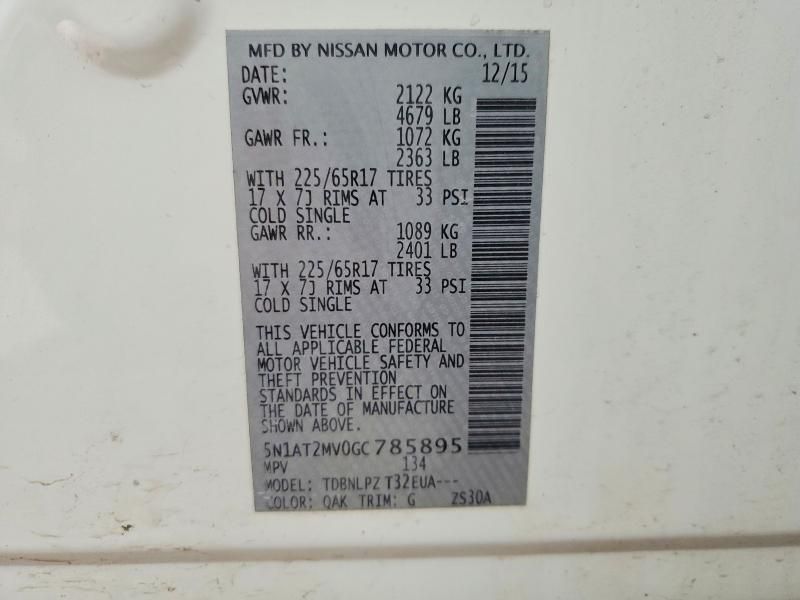 MFD BY NISSAN MOTOR CO., LTD.
DATE: 12/15
GVWR: 2122 KG
4679 LB
GAWR FR.: 1072 KG
2363 LB
WITH 225/65R17 TIRES
17 X 7J RIMS AT 33 PSI
COLD SINGLE
GAWR RR.: 1089 KG
2401 LB
WITH 225/65R17 TIRES
17 X 7J RIMS AT 33 PSI
COLD SINGLE
THIS VEHICLE CONFORMS TO
ALL APPLICABLE FEDERAL
MOTOR VEHICLE SAFETY AND
THEFT PREVENTION
STANDARDS IN EFFECT ON
THE DATE OF MANUFACTURE
SHOWN ABOVE.
5N1AT2MV0GC785895
MPV 134
MODEL: TDBNLPZ T32EUA---
COLOR: QAK TRIM: G ZS30A